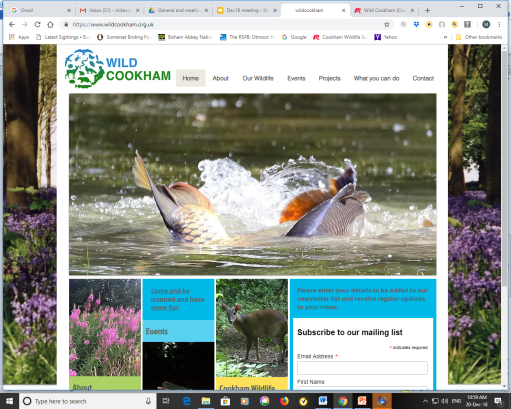 Gmail
Inbox (31) - mikec
General and meetin
Dac18 meeting - A
wildcookham
Wild Cookham (Co
https://www.wildcookham.org.uk
Apps
Latest Sightings - B
Somerset Birding Fo
Bisham Abbey Natio
The RSPB: Otmoor: R
Google
Cookham Wildlife S
Yahoo
Other bookmarks
WILD
COOKHAM
Home
About
Our Wildlife
Events
Projects
What you can do
Contact
Come and be
inspired and have
some fun
Events
About
Cookham Wildlife
Please enter your details to be added to our
newsletter list and receive regular updates
to your inbox.
Subscribe to our mailing list
* indicates required
Email Address *
First Name
Type here to search
ENG
10:59 AM
20-Dec-18